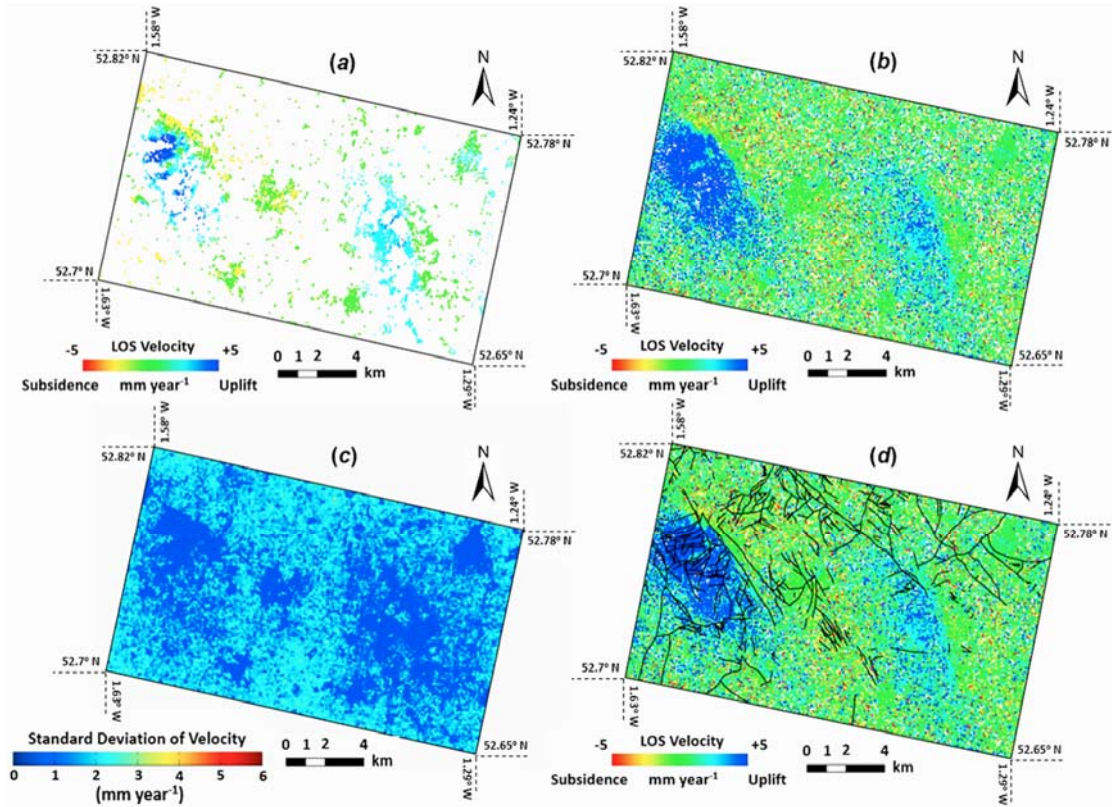 (a)
N
1.58° W
52.82° N
1.24° W
52.78° N
52.7° N
1.63° W
52.65° N
1.29° W
LOS Velocity
-5 +5
Subsidence mm year-1 Uplift
0 1 2 4
km
(b)
N
1.58° W
52.82° N
1.24° W
52.78° N
52.7° N
1.63° W
52.65° N
1.29° W
LOS Velocity
-5 +5
Subsidence mm year-1 Uplift
0 1 2 4
km
(c)
N
1.58° W
52.82° N
1.24° W
52.78° N
52.7° N
1.63° W
52.65° N
1.29° W
Standard Deviation of Velocity
0 1 2 3 4 5 6
(mm year-1)
0 1 2 4
km
(d)
N
1.58° W
52.82° N
1.24° W
52.78° N
52.7° N
1.63° W
52.65° N
1.29° W
LOS Velocity
-5 +5
Subsidence mm year-1 Uplift
0 1 2 4
km